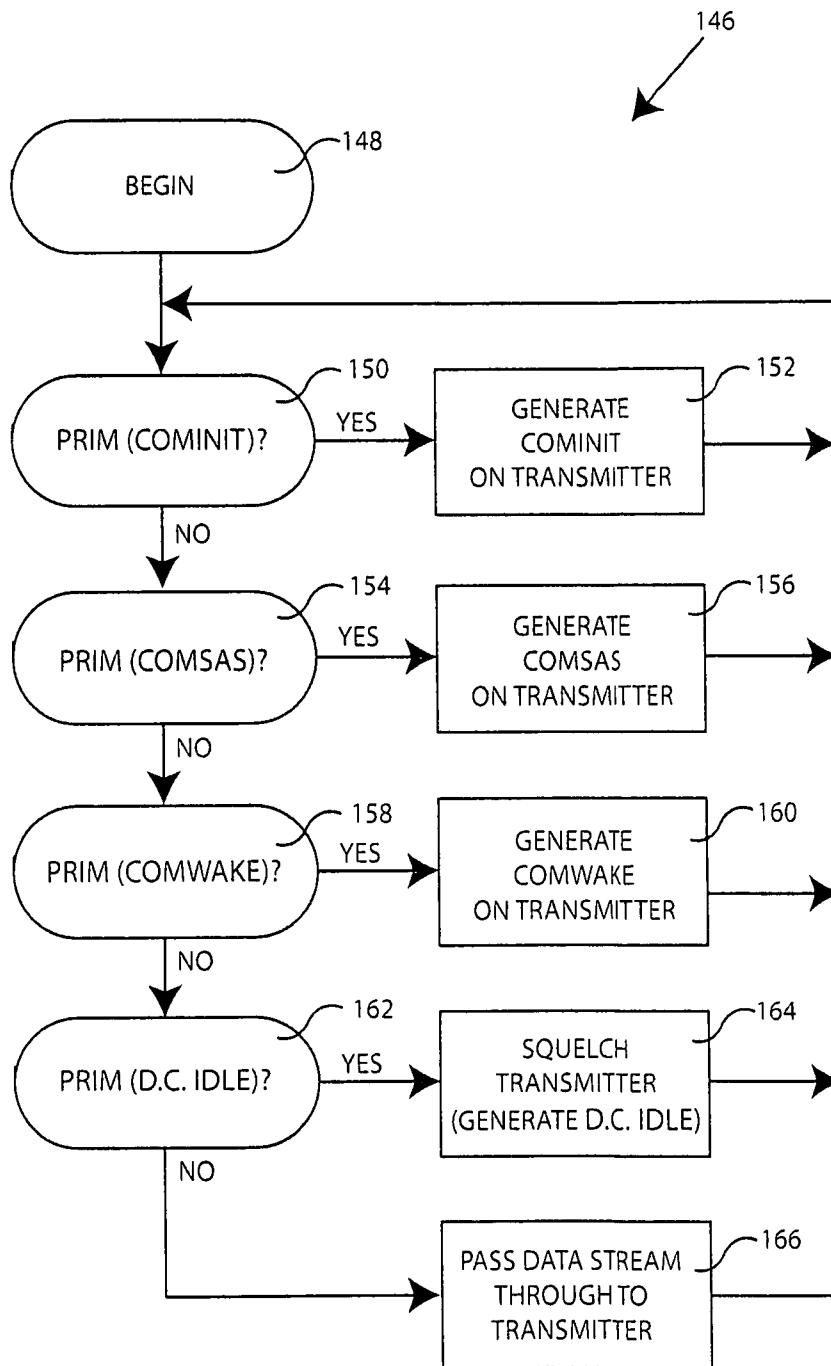 146
BEGIN
148
PRIM (COMINIT)?
150
YES
GENERATE
COMINIT
ON TRANSMITTER
152
NO
PRIM (COMSAS)?
154
YES
GENERATE
COMSAS
ON TRANSMITTER
156
NO
PRIM (COMWAKE)?
158
YES
GENERATE
COMWAKE
ON TRANSMITTER
160
NO
PRIM (D.C. IDLE)?
162
YES
SQUELCH
TRANSMITTER
(GENERATE D.C. IDLE)
164
NO
PASS DATA STREAM
THROUGH TO
TRANSMITTER
166